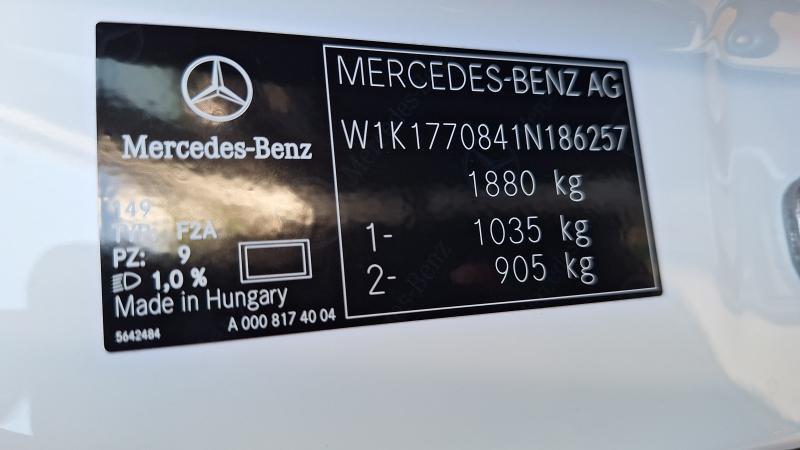 Mercedes-Benz
149
TYP: F2A
PZ: 9
1,0 %
Made in Hungary
5642484
A 000 817 40 04
MERCEDES-BENZ AG
W1K1770841N186257
1880 kg
1- 1035 kg
2- 905 kg